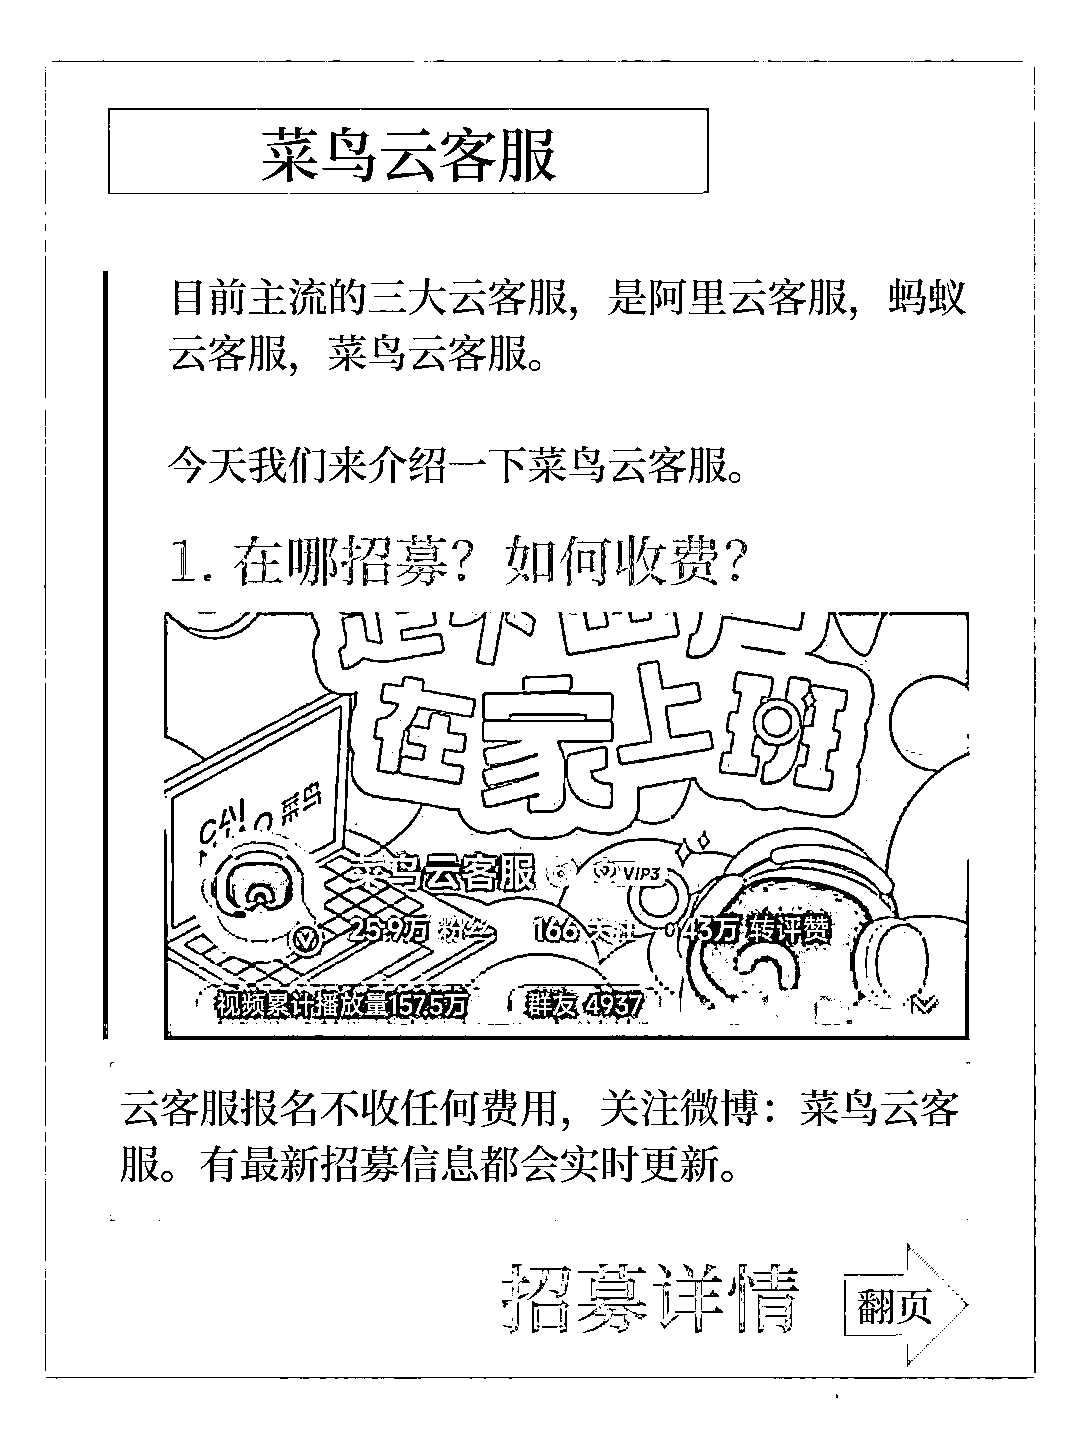 菜鸟云客服
目前主流的三大云客服，是阿里云客服，蚂蚁
云客服，菜鸟云客服。
今天我们来介绍一下菜鸟云客服。
1. 在哪招募？如何收费？
在家上班
菜鸟
菜鸟云客服 VIP3
25.9万 粉丝 166 关注 43万 转评赞
视频累计播放量157.5万 群友 4937
云客服报名不收任何费用，关注微博：菜鸟云客
服。有最新招募信息都会实时更新。
招募详情
翻页